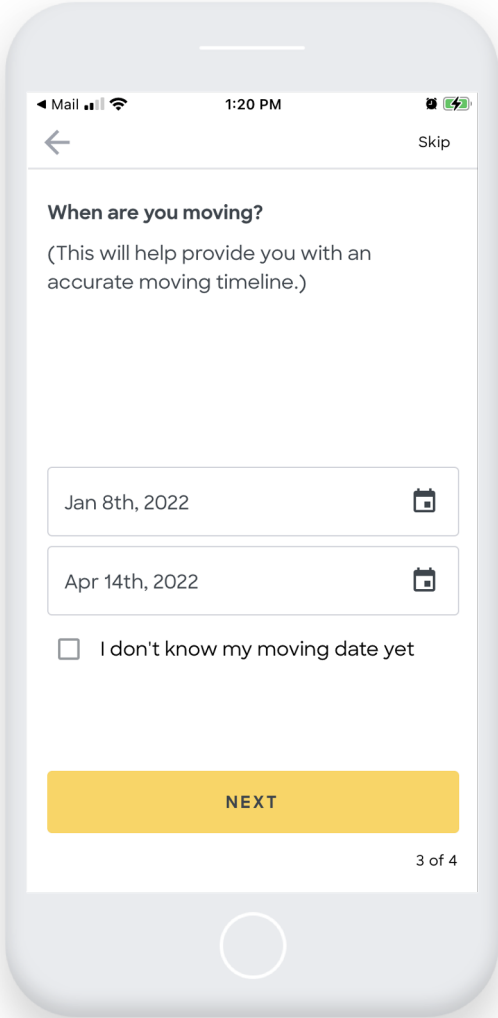 Mail 1:20 PM
Skip
When are you moving?
(This will help provide you with an
accurate moving timeline.)
Jan 8th, 2022
Apr 14th, 2022
I don't know my moving date yet
NEXT
3 of 4